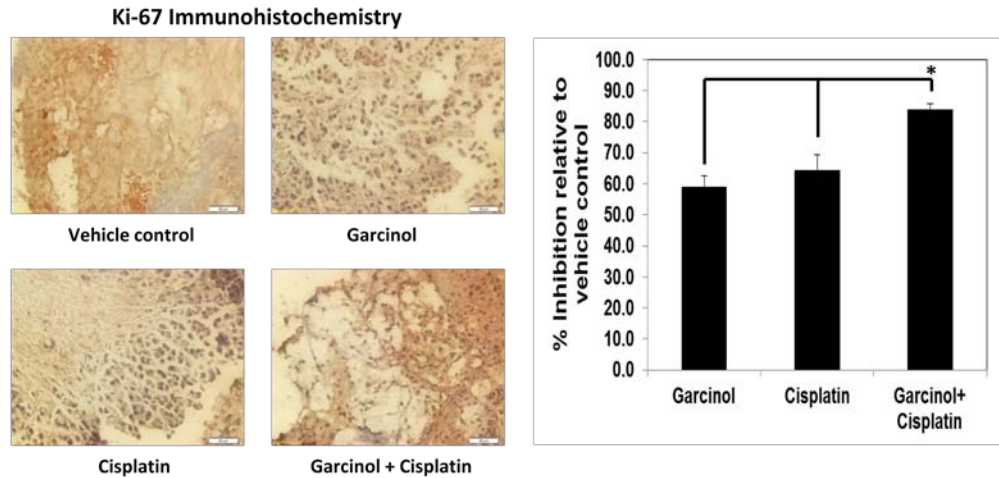 Ki-67 Immunohistochemistry
Vehicle control
Garcinol
Cisplatin
Garcinol + Cisplatin
% Inhibition relative to
vehicle control
100.0
90.0
80.0
70.0
60.0
50.0
40.0
30.0
20.0
10.0
0.0
*
Garcinol
Cisplatin
Garcinol+
Cisplatin